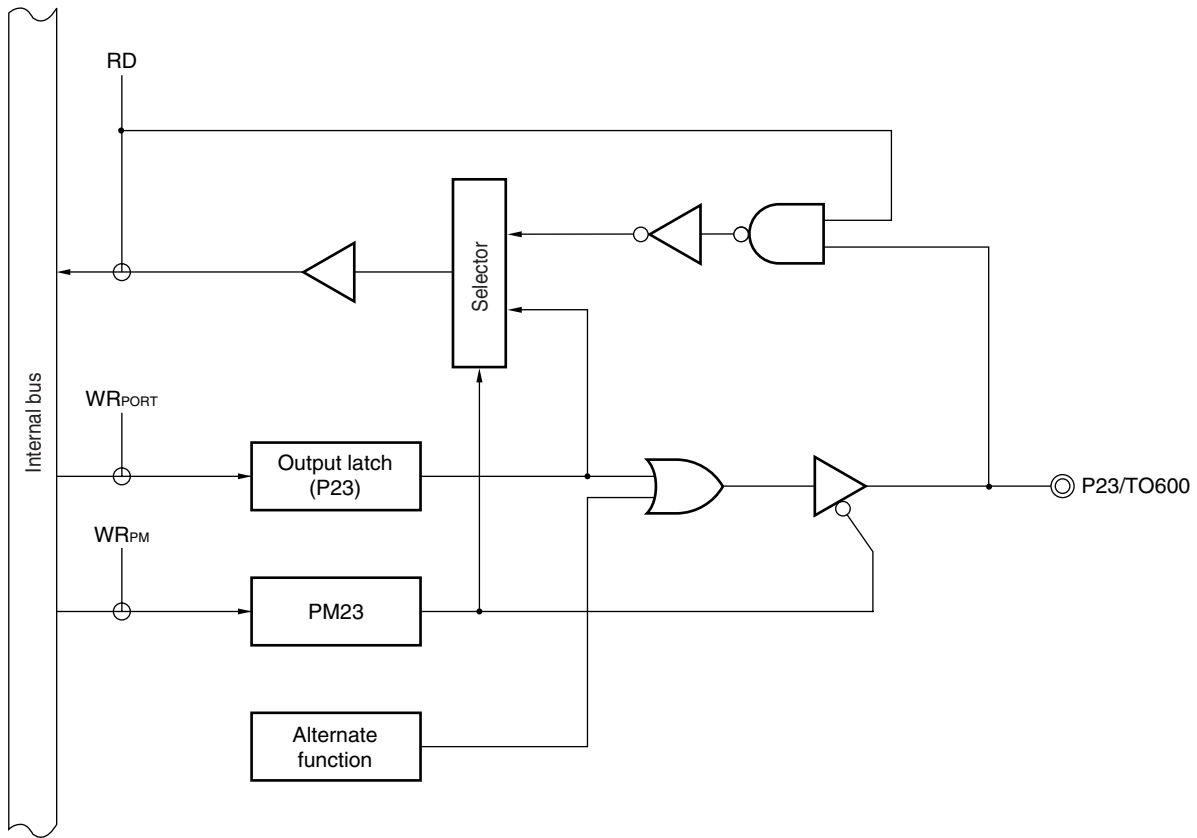 RD
Selector
Internal bus
WRPORT
Output latch
(P23)
P23/TO600
WRPM
PM23
Alternate
function